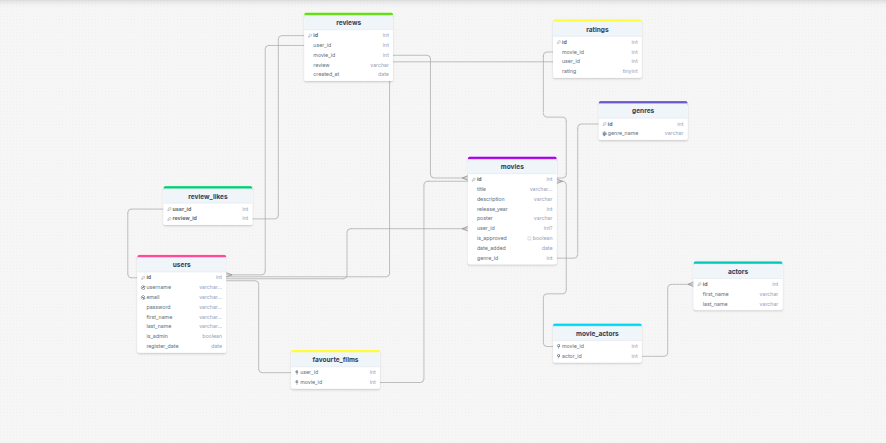 reviews
id int
user_id int
movie_id int
review varchar
created_at date
ratings
id int
movie_id int
user_id int
rating tinyint
genres
id int
genre_name varchar
movies
id int
title varchar...
description varchar
release_year int
poster varchar
user_id int?
is_approved boolean
date_added date
genre_id int
review_likes
user_id int
review_id int
users
id int
username varchar...
email varchar...
password varchar...
first_name varchar...
last_name varchar...
is_admin boolean
register_date date
actors
id int
first_name varchar
last_name varchar
movie_actors
movie_id int
actor_id int
favourte_films
user_id int
movie_id int